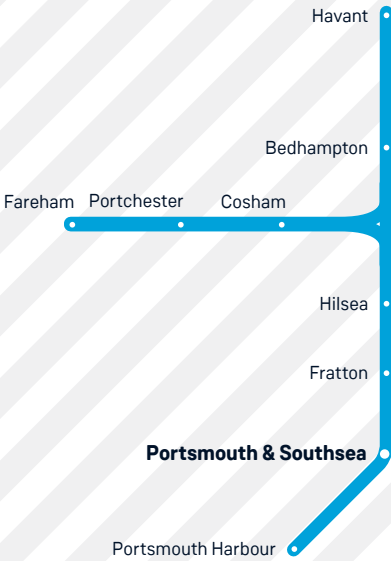 Havant
Bedhampton
Fareham Portchester Cosham
Hilsea
Fratton
Portsmouth & Southsea
Portsmouth Harbour